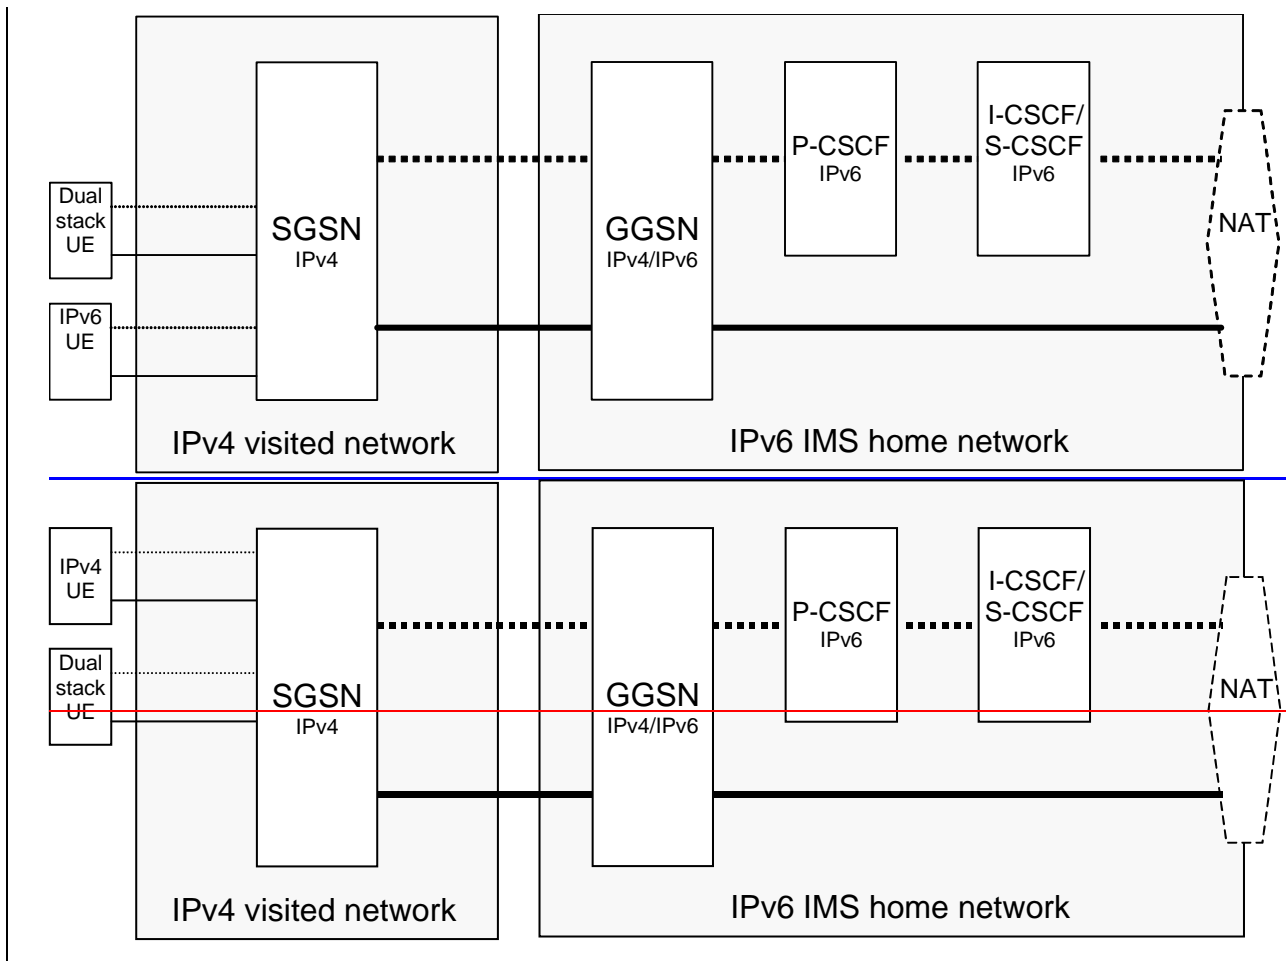 Dual
stack
UE
IPv6
UE
SGSN
IPv4
GGSN
IPv4/IPv6
P-CSCF
IPv6
I-CSCF/
S-CSCF
IPv6
NAT
IPv4 visited network
IPv6 IMS home network
IPv4
UE
Dual
stack
UE
SGSN
IPv4
GGSN
IPv4/IPv6
P-CSCF
IPv6
I-CSCF/
S-CSCF
IPv6
NAT
IPv4 visited network
IPv6 IMS home network